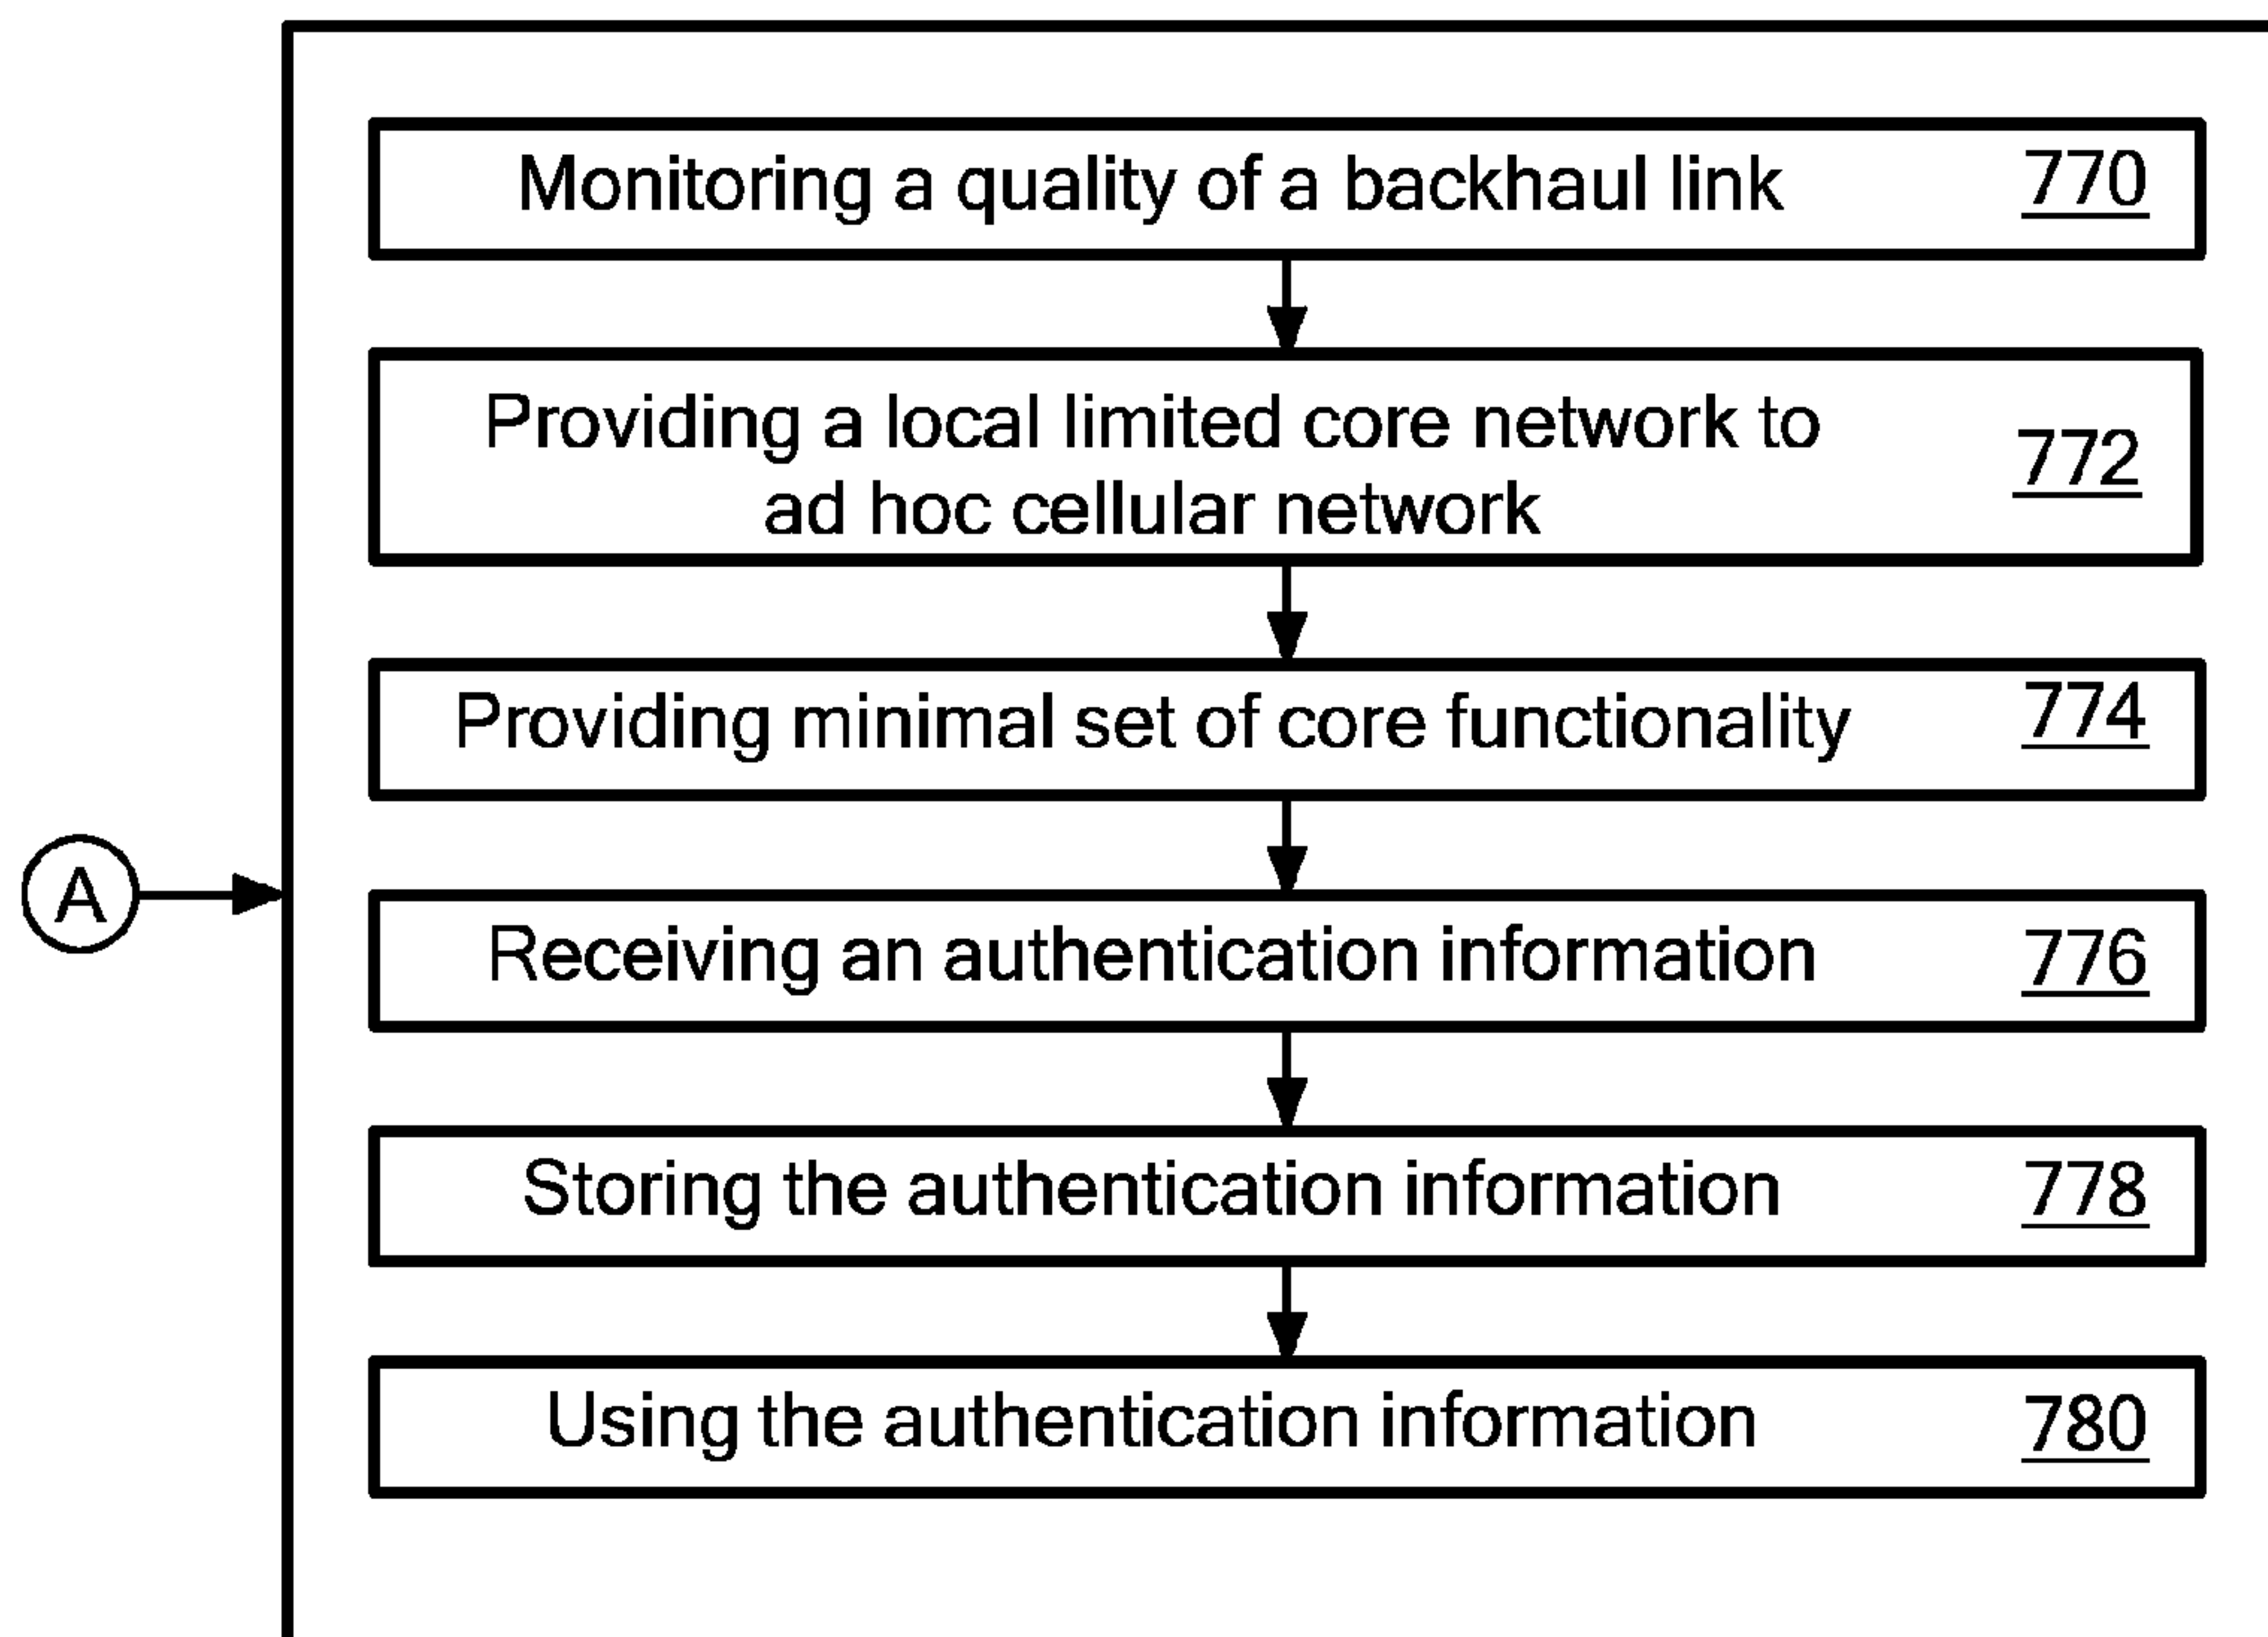 Monitoring a quality of a backhaul link 770
Providing a local limited core network to
ad hoc cellular network 772
Providing minimal set of core functionality 774
A
Receiving an authentication information 776
Storing the authentication information 778
Using the authentication information 780